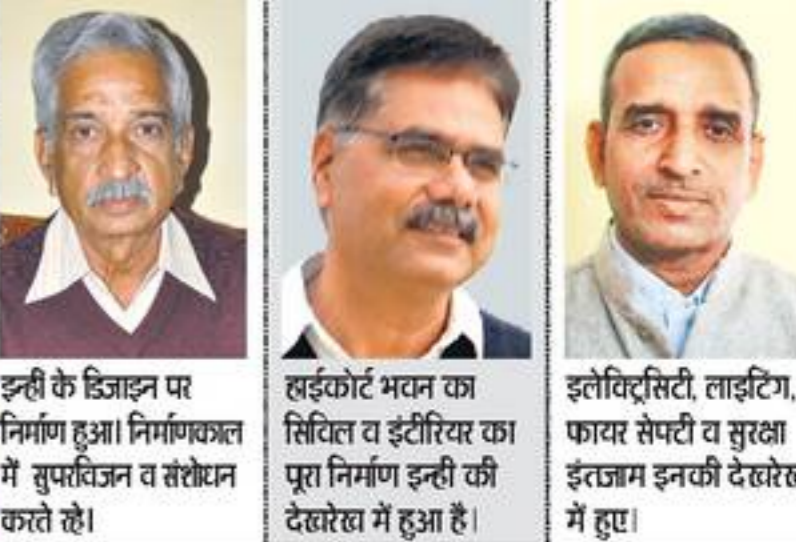 इन्ही के डिजाइन पर
निर्माण हुआ। निर्माणकाल
में सुपरविजन व संशोधन
करते रहे।
हाईकोर्ट भवन का
सिविल व इंटीरियर का
पूरा निर्माण इन्ही की
देखरेख में हुआ है।
इलेक्ट्रिसिटी, लाइटिंग,
फायर सेफ्टी व सुरक्षा
इंतजाम इनकी देखरेख
में हुए।